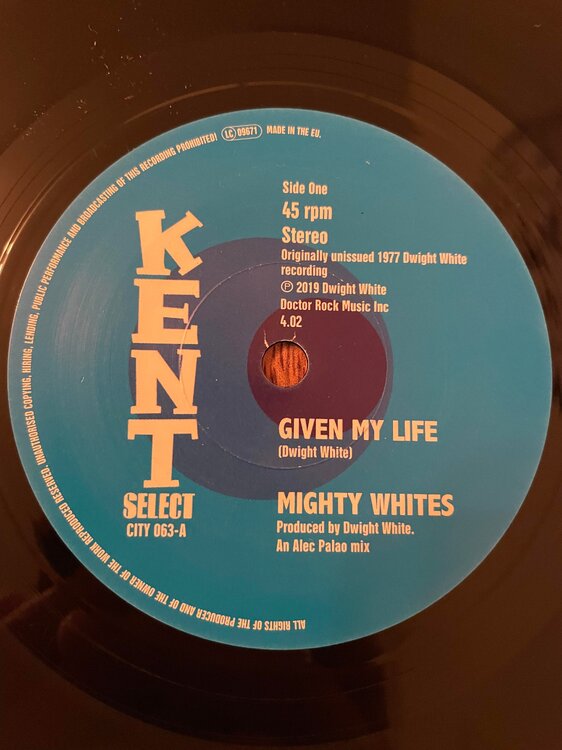 ALL RIGHTS OF THE PRODUCER AND OF THE OWNER OF THE WORK REPRODUCED RESERVED. UNAUTHORISED COPYING, HIRING, LENDING, PUBLIC PERFORMANCE AND BROADCASTING OF THIS RECORDING PROHIBITED! LC 09671 MADE IN THE EU.
Side One
45 rpm
Stereo
Originally unissued 1977 Dwight White
recording
℗ 2019 Dwight White
Doctor Rock Music Inc
4.02
KENT
SELECT
CITY 063-A
GIVEN MY LIFE
(Dwight White)
MIGHTY WHITES
Produced by Dwight White.
An Alec Palao mix